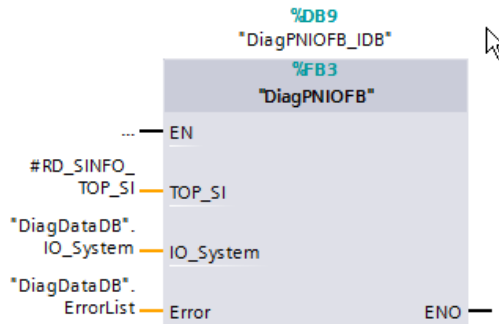 %DB9
"DiagPNIOFB_IDB"
%FB3
"DiagPNIOFB"
... EN
#RD_SINFO_
TOP_SI TOP_SI
"DiagDataDB".
IO_System IO_System
"DiagDataDB".
ErrorList Error ENO